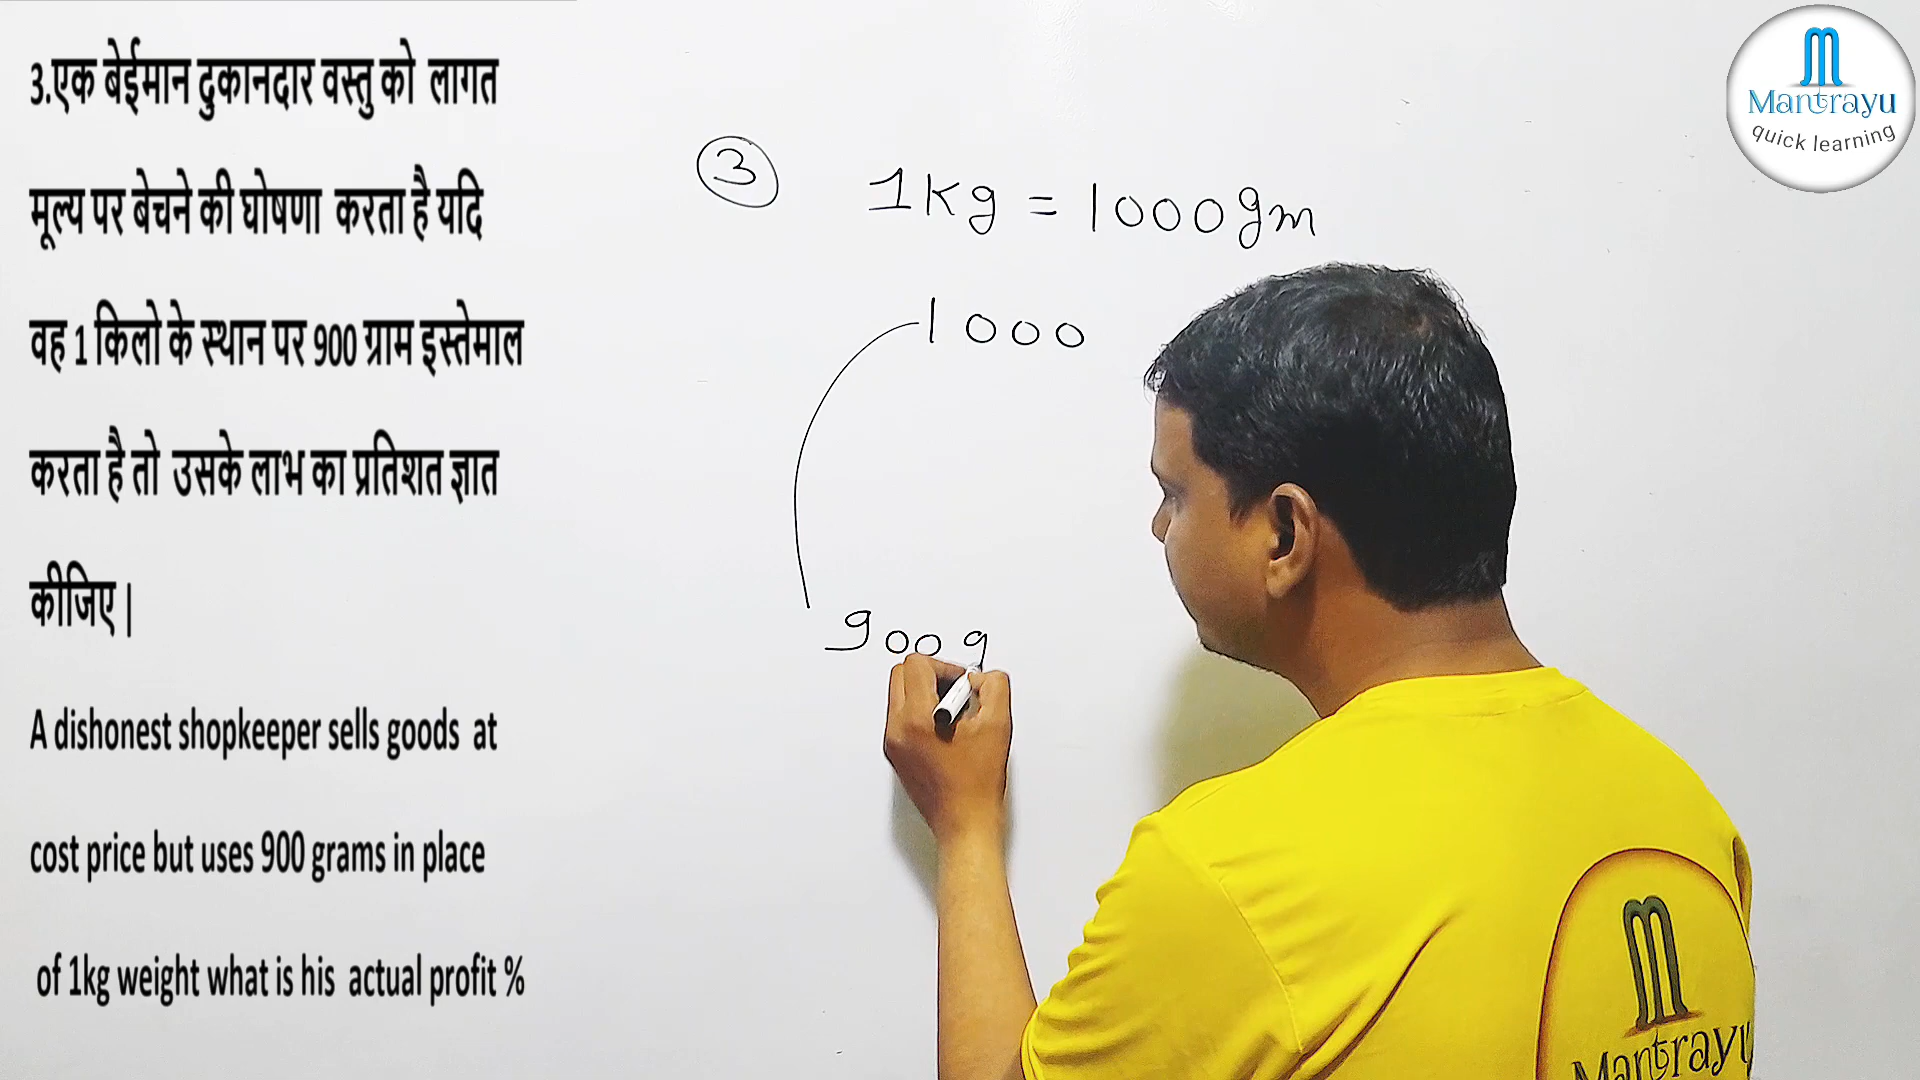 3.एक बेईमान दुकानदार वस्तु को लागत
मूल्य पर बेचने की घोषणा करता है यदि
वह 1 किलो के स्थान पर 900 ग्राम इस्तेमाल
करता है तो उसके लाभ का प्रतिशत ज्ञात
कीजिए |
A dishonest shopkeeper sells goods at
cost price but uses 900 grams in place
of 1kg weight what is his actual profit %
3
1kg = 1000gm
1000
900g
Mantrayu
quick learning
Mantrayu